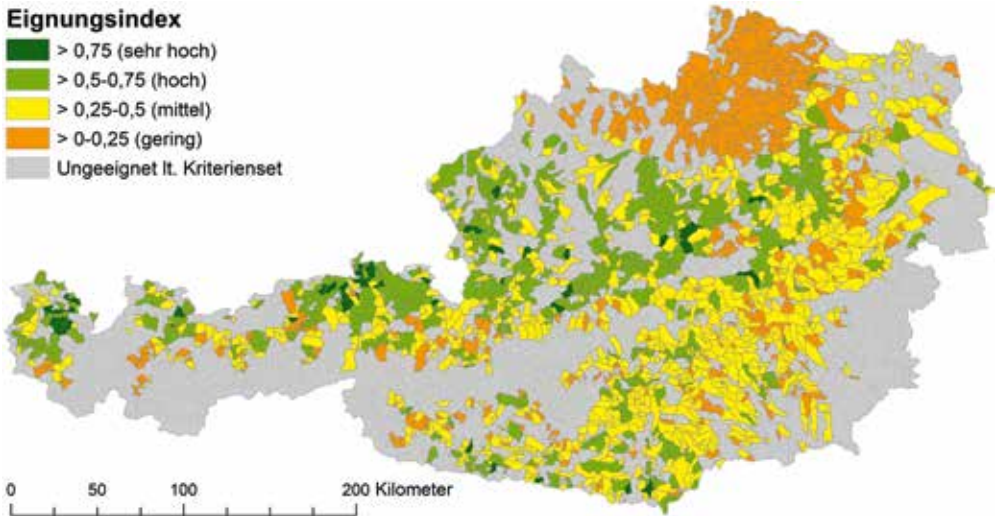 Eignungsindex
> 0,75 (sehr hoch)
> 0,5-0,75 (hoch)
> 0,25-0,5 (mittel)
> 0-0,25 (gering)
Ungeeignet lt. Kriterienset
0 50 100 200 Kilometer